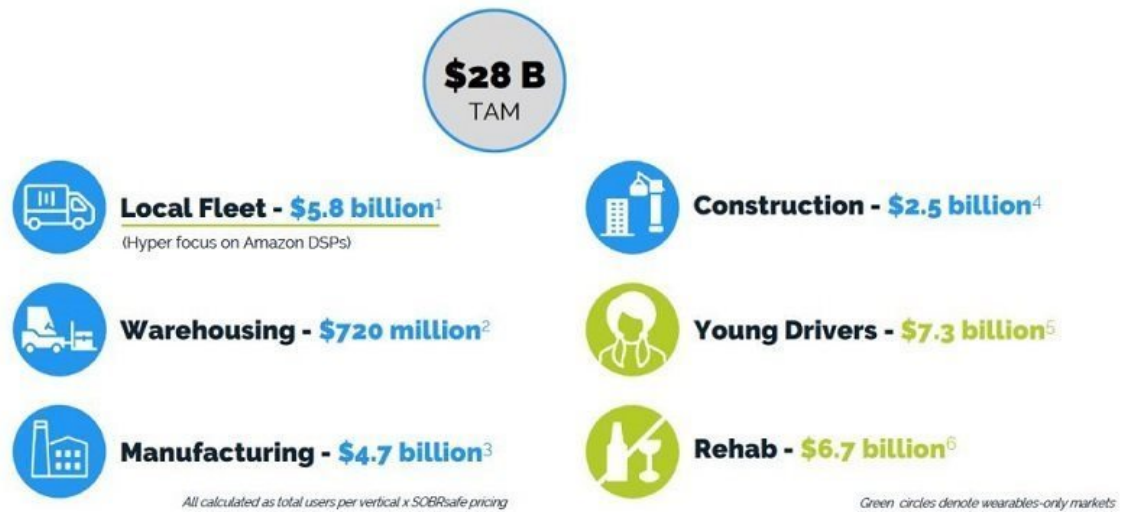 $28 B
TAM
Local Fleet - $5.8 billion¹
(Hyper focus on Amazon DSPs)
Warehousing - $720 million²
Manufacturing - $4.7 billion³
All calculated as total users per vertical x SOBRsafe pricing
Construction - $2.5 billion⁴
Young Drivers - $7.3 billion⁵
Rehab - $6.7 billion⁶
Green circles denote wearables-only markets